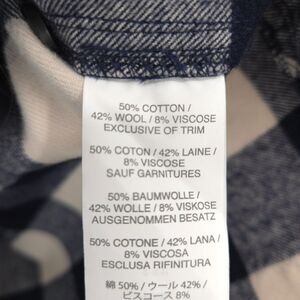 50% COTTON /
42% WOOL / 8% VISCOSE
EXCLUSIVE OF TRIM
50% COTON / 42% LAINE /
8% VISCOSE
SAUF GARNITURES
50% BAUMWOLLE /
42% WOLLE / 8% VISKOSE
AUSGENOMMEN BESATZ
50% COTONE / 42% LANA /
8% VISCOSA
ESCLUSA RIFINITURA
綿 50% / ウール 42% /
ビスコース 8%